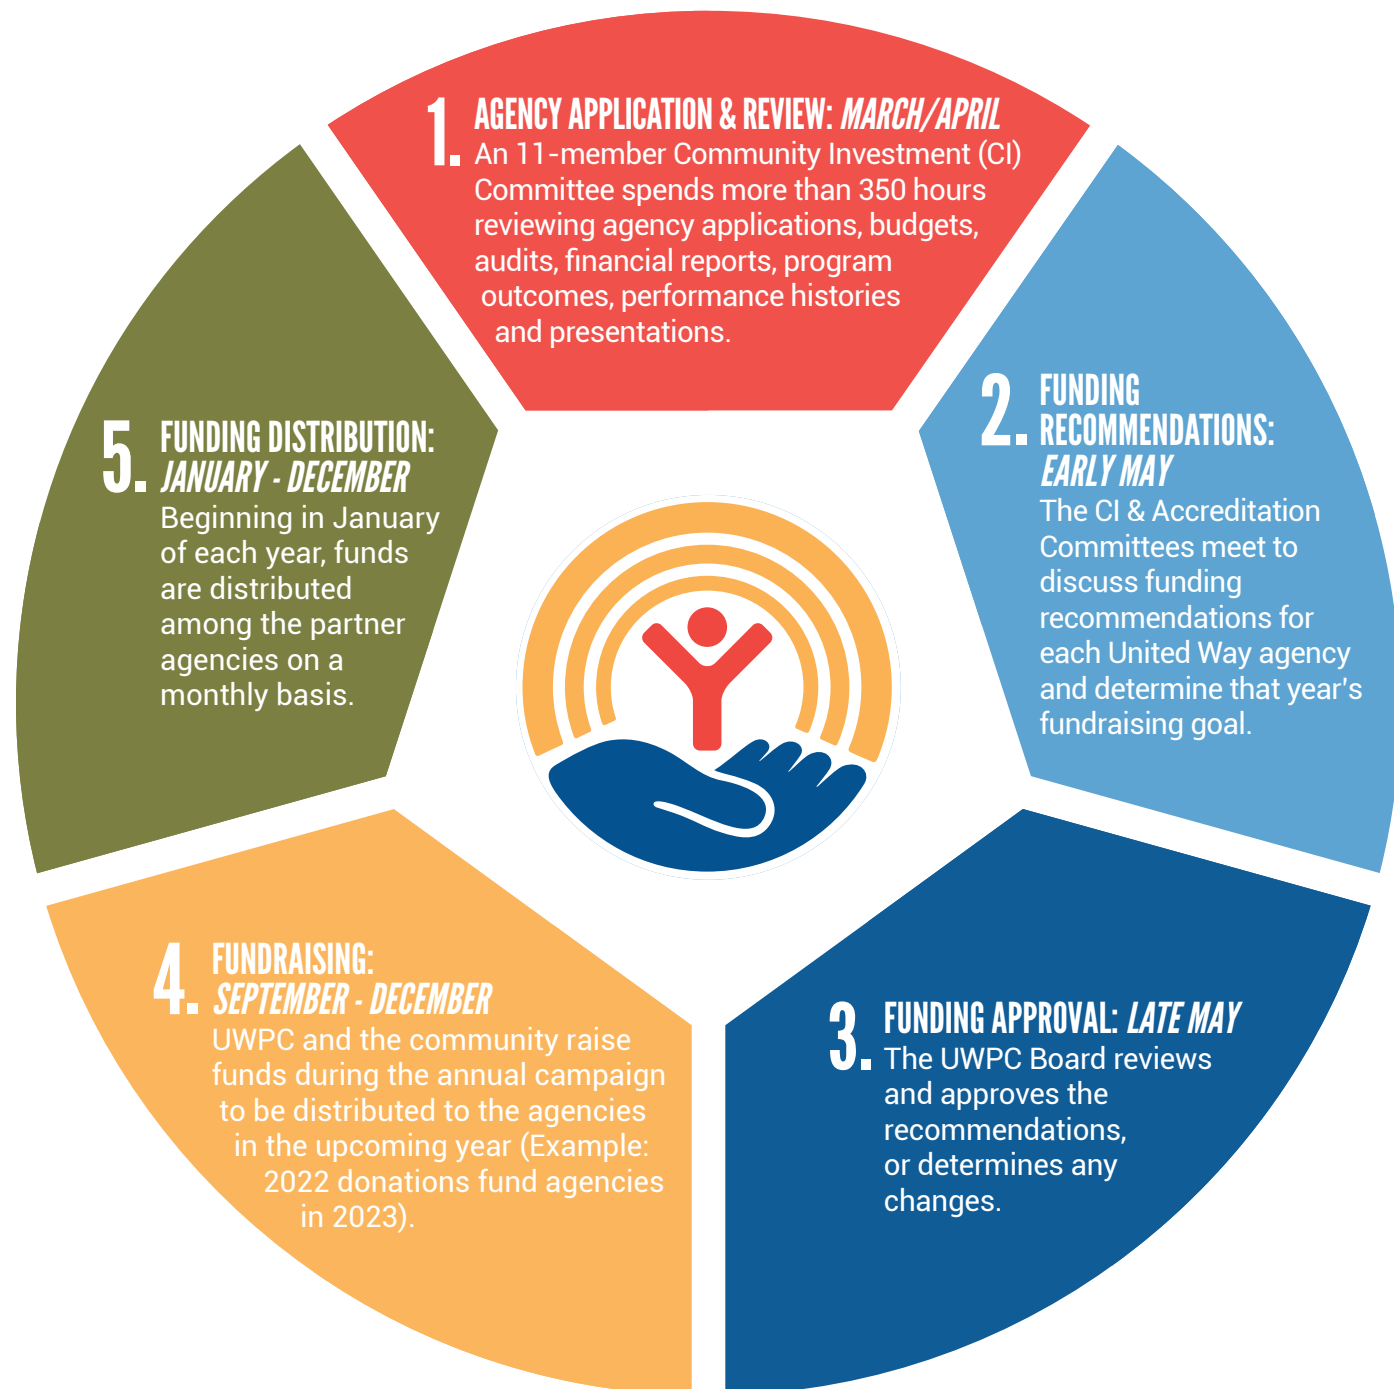 1. AGENCY APPLICATION & REVIEW: MARCH/APRIL
An 11-member Community Investment (CI)
Committee spends more than 350 hours
reviewing agency applications, budgets,
audits, financial reports, program
outcomes, performance histories
and presentations.
2. FUNDING
RECOMMENDATIONS:
EARLY MAY
The CI & Accreditation
Committees meet to
discuss funding
recommendations for
each United Way agency
and determine that year's
fundraising goal.
3. FUNDING APPROVAL: LATE MAY
The UWPC Board reviews
and approves the
recommendations,
or determines any
changes.
4. FUNDRAISING:
SEPTEMBER - DECEMBER
UWPC and the community raise
funds during the annual campaign
to be distributed to the agencies
in the upcoming year (Example:
2022 donations fund agencies
in 2023).
5. FUNDING DISTRIBUTION:
JANUARY - DECEMBER
Beginning in January
of each year, funds
are distributed
among the partner
agencies on a
monthly basis.